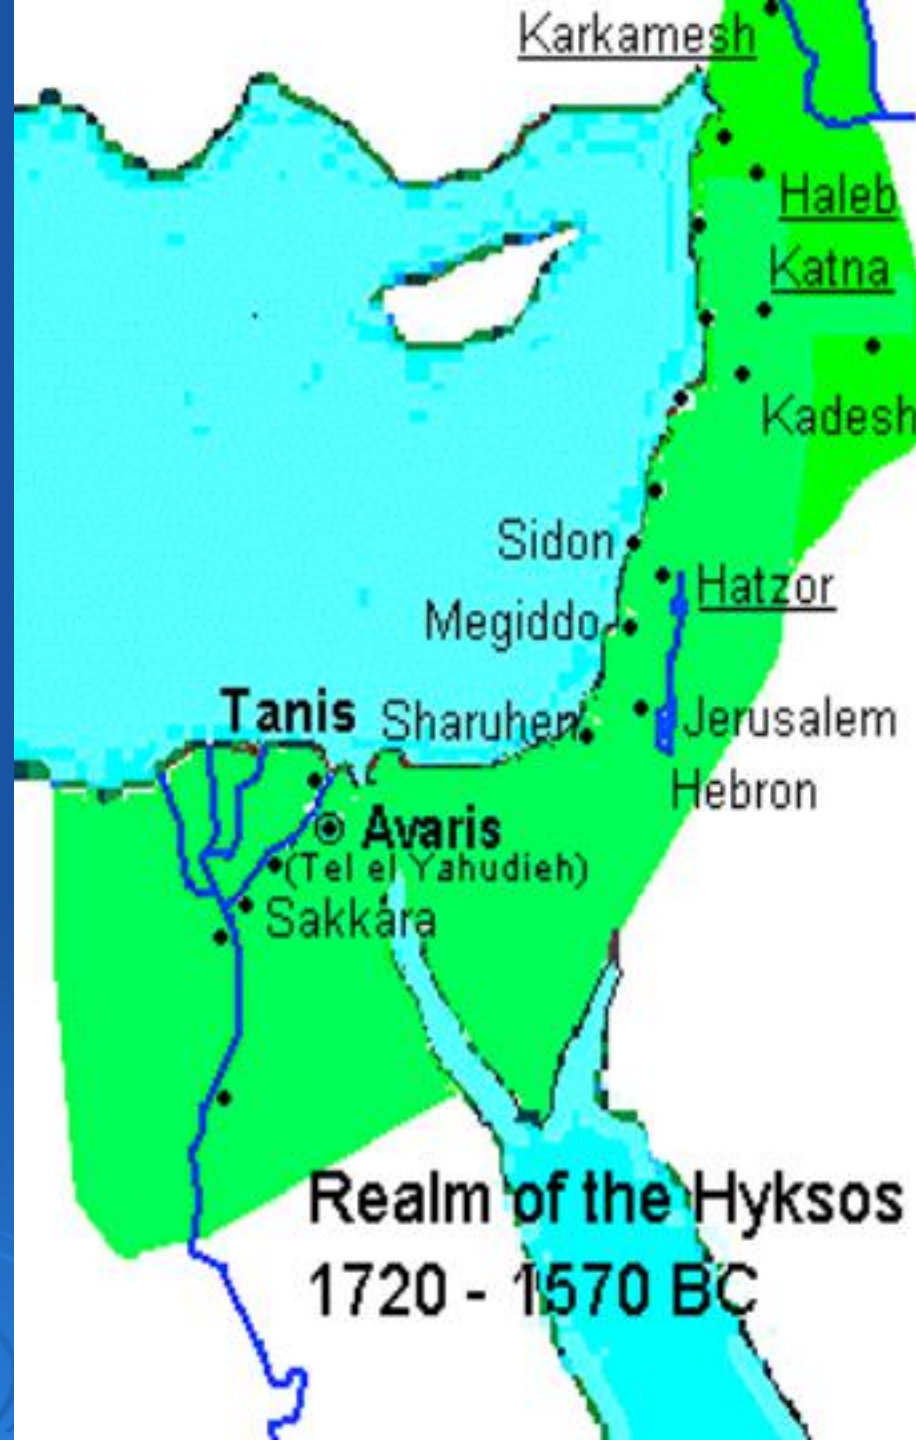 Karkamesh
Haleb
Katna
Kadesh
Sidon
Hatzor
Megiddo
Tanis
Sharuhen
Jerusalem
Hebron
Avaris
(Tel el Yahudieh)
Sakkara
Realm of the Hyksos
1720 - 1570 BC